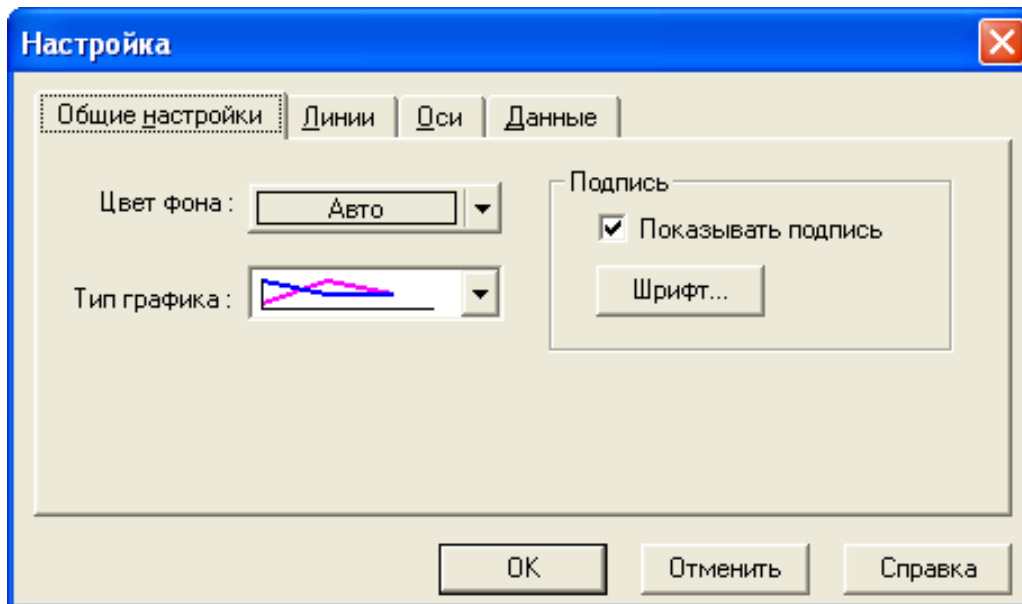 Настройка
Общие настройки Линии Оси Данные
Цвет фона : Авто
Подпись
Показывать подпись
Тип графика :
Шрифт...
OK Отменить Справка